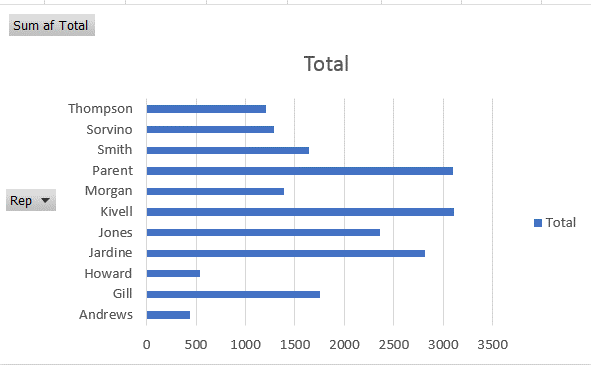 Sum af Total
Total
Thompson
Sorvino
Smith
Parent
Morgan
Rep
Kivell
Jones
Total
Jardine
Howard
Gill
Andrews
0 500 1000 1500 2000 2500 3000 3500